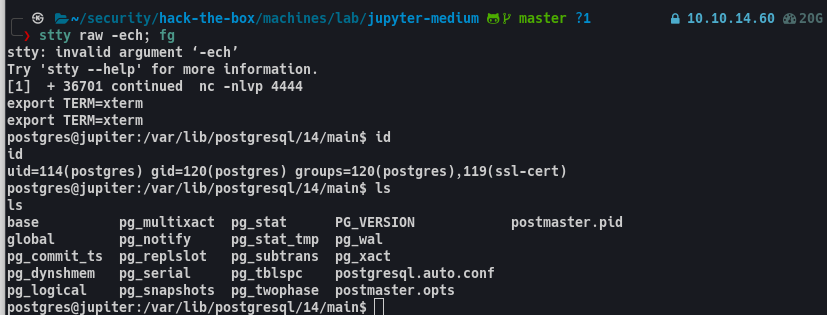 ~/security/hack-the-box/machines/lab/jupyter-medium master ?1 10.10.14.60 20G
❯ stty raw -ech; fg
stty: invalid argument ‘-ech’
Try 'stty --help' for more information.
[1]  + 36701 continued  nc -nlvp 4444
export TERM=xterm
export TERM=xterm
postgres@jupiter:/var/lib/postgresql/14/main$ id
id
uid=114(postgres) gid=120(postgres) groups=120(postgres),119(ssl-cert)
postgres@jupiter:/var/lib/postgresql/14/main$ ls
ls
base          pg_multixact  pg_stat      PG_VERSION            postmaster.pid
global        pg_notify     pg_stat_tmp  pg_wal
pg_commit_ts  pg_replslot   pg_subtrans  pg_xact
pg_dynshmem   pg_serial     pg_tblspc    postgresql.auto.conf
pg_logical    pg_snapshots  pg_twophase  postmaster.opts
postgres@jupiter:/var/lib/postgresql/14/main$